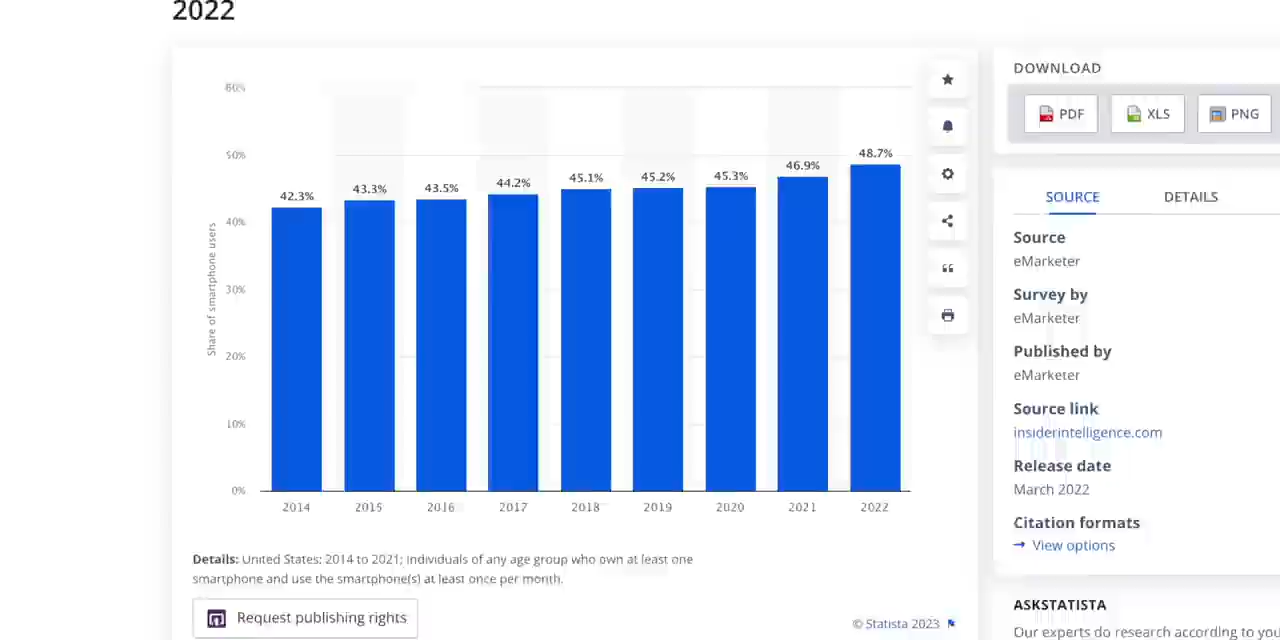 2022
60%
50%
40%
30%
20%
10%
0%
Share of smartphone users
42.3%
43.3%
43.5%
44.2%
45.1%
45.2%
45.3%
46.9%
48.7%
2014
2015
2016
2017
2018
2019
2020
2021
2022
Details: United States; 2014 to 2021; individuals of any age group who own at least one
smartphone and use the smartphone(s) at least once per month.
Request publishing rights
© Statista 2023
DOWNLOAD
PDF XLS PNG
SOURCE DETAILS
Source
eMarketer
Survey by
eMarketer
Published by
eMarketer
Source link
insiderintelligence.com
Release date
March 2022
Citation formats
→ View options
ASKSTATISTA
Our experts do research according to you